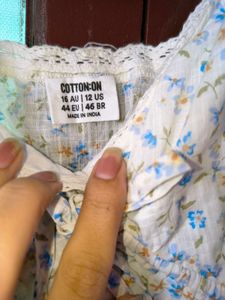 COTTON:ON
16 AU | 12 US
44 EU | 46 BR
MADE IN INDIA